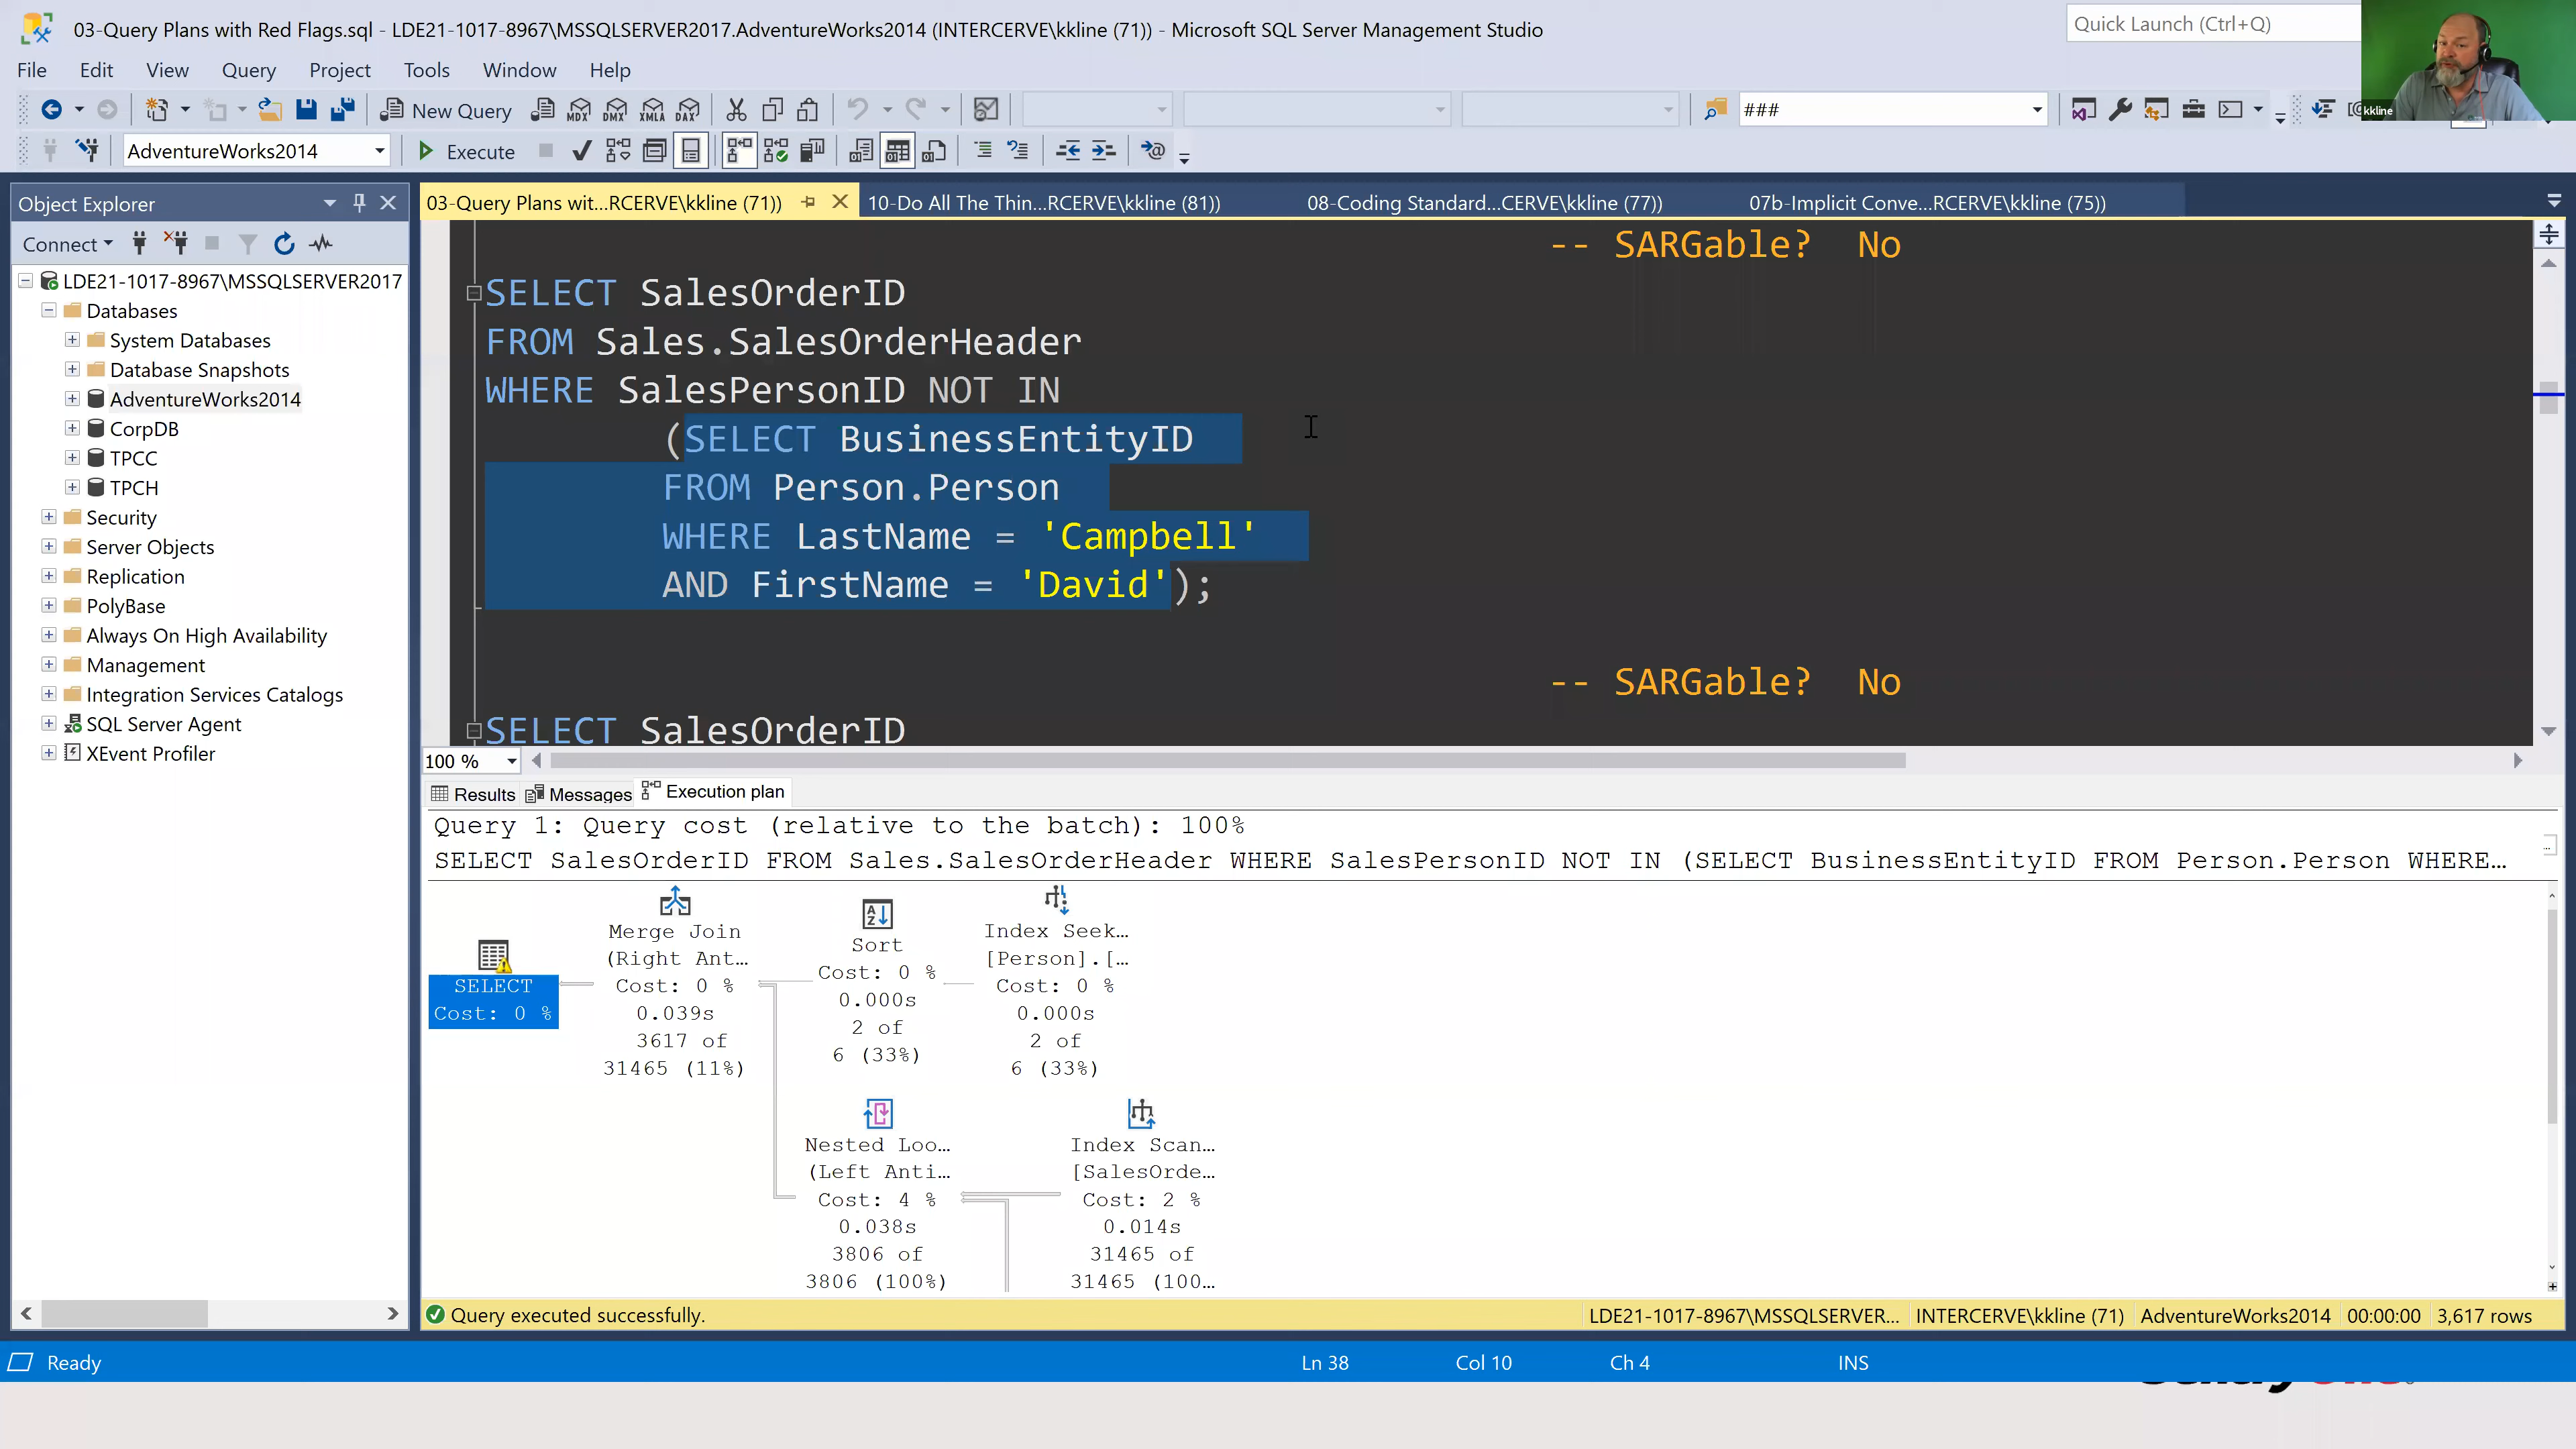 03-Query Plans with Red Flags.sql - LDE21-1017-8967\MSSQLSERVER2017.AdventureWorks2014 (INTERCERVE\kkline (71)) - Microsoft SQL Server Management Studio
Quick Launch (Ctrl+Q)
File Edit View Query Project Tools Window Help
kkline
New Query MDX DMX XMLA DAX ###
AdventureWorks2014 Execute
Object Explorer
Connect
LDE21-1017-8967\MSSQLSERVER2017
Databases
System Databases
Database Snapshots
AdventureWorks2014
CorpDB
TPCC
TPCH
Security
Server Objects
Replication
PolyBase
Always On High Availability
Management
Integration Services Catalogs
SQL Server Agent
XEvent Profiler
03-Query Plans wit...RCERVE\kkline (71)) 10-Do All The Thin...RCERVE\kkline (81)) 08-Coding Standard...CERVE\kkline (77)) 07b-Implicit Conve...RCERVE\kkline (75))
-- SARGable? No
SELECT SalesOrderID
FROM Sales.SalesOrderHeader
WHERE SalesPersonID NOT IN
(SELECT BusinessEntityID
FROM Person.Person
WHERE LastName = 'Campbell'
AND FirstName = 'David');
-- SARGable? No
SELECT SalesOrderID
100 %
Results Messages Execution plan
Query 1: Query cost (relative to the batch): 100%
SELECT SalesOrderID FROM Sales.SalesOrderHeader WHERE SalesPersonID NOT IN (SELECT BusinessEntityID FROM Person.Person WHERE...
SELECT
Cost: 0 %
Merge Join
(Right Ant...
Cost: 0 %
0.039s
3617 of
31465 (11%)
Sort
Cost: 0 %
0.000s
2 of
6 (33%)
Index Seek...
[Person].[...
Cost: 0 %
0.000s
2 of
6 (33%)
Nested Loo...
(Left Anti...
Cost: 4 %
0.038s
3806 of
3806 (100%)
Index Scan...
[SalesOrde...
Cost: 2 %
0.014s
31465 of
31465 (100...
Query executed successfully. LDE21-1017-8967\MSSQLSERVER... INTERCERVE\kkline (71) AdventureWorks2014 00:00:00 3,617 rows
Ready Ln 38 Col 10 Ch 4 INS